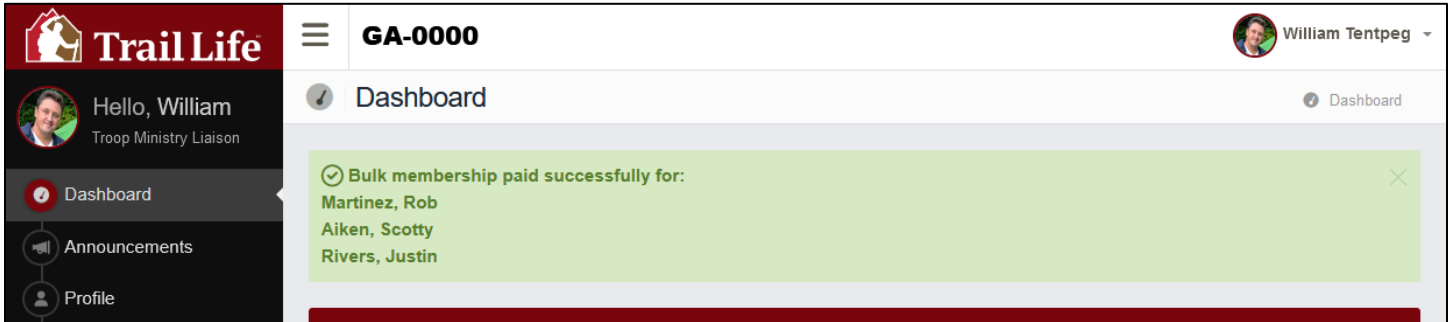 Trail Life
GA-0000
William Tentpeg
Hello, William
Troop Ministry Liaison
Dashboard
Dashboard
Dashboard
Announcements
Profile
Bulk membership paid successfully for:
Martinez, Rob
Aiken, Scotty
Rivers, Justin